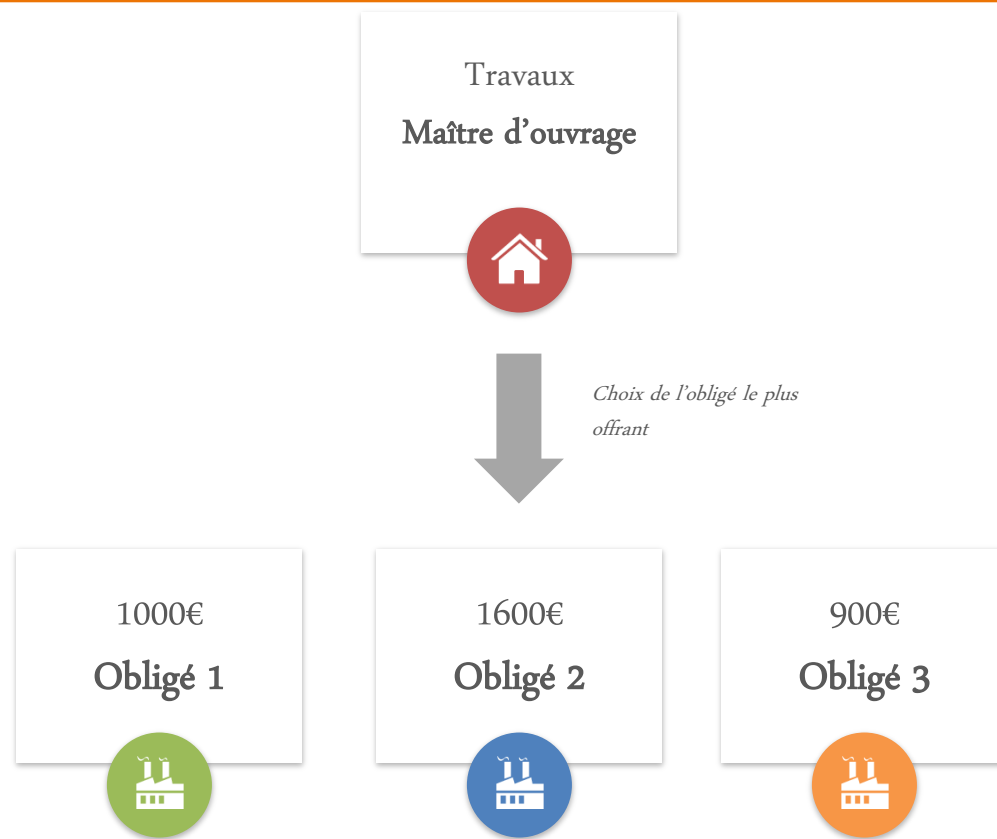 Travaux
Maître d’ouvrage
Choix de l’obligé le plus
offrant
1000€
Obligé 1
1600€
Obligé 2
900€
Obligé 3